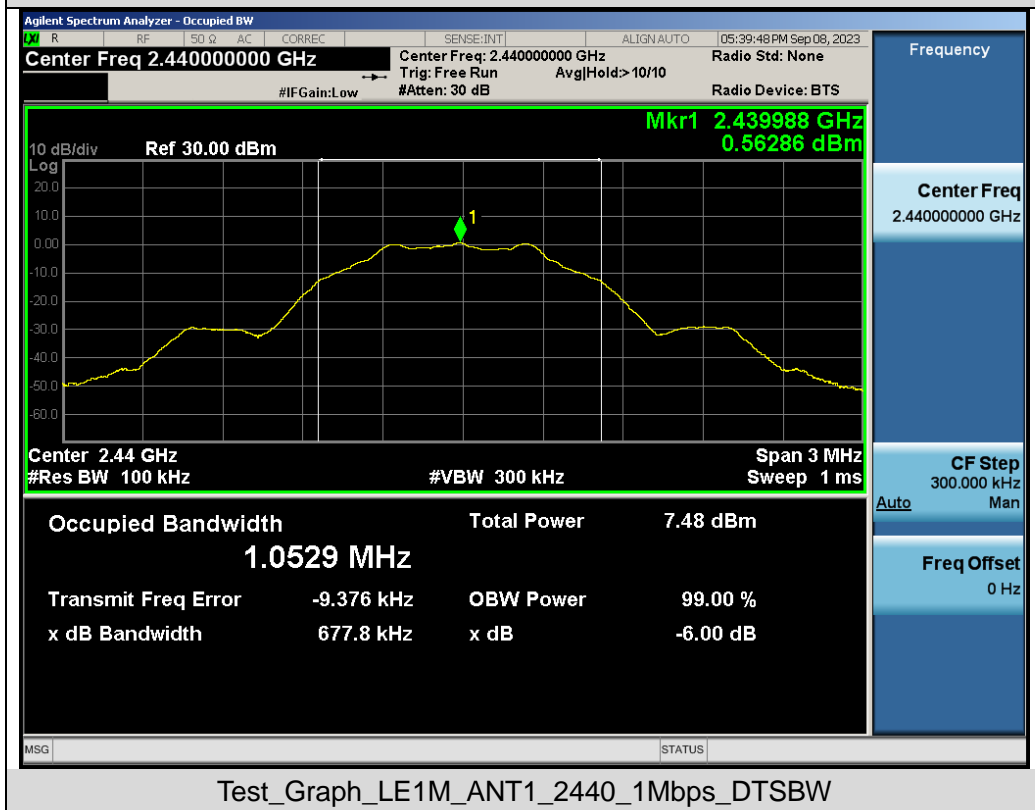 Agilent Spectrum Analyzer - Occupied BW
LXI R RF 50 Ω AC CORREC SENSE:INT ALIGN AUTO 05:39:48 PM Sep 08, 2023
Center Freq 2.440000000 GHz
Center Freq: 2.440000000 GHz
Radio Std: None
Trig: Free Run Avg|Hold:> 10/10
#IFGain:Low
#Atten: 30 dB
Radio Device: BTS
Frequency
Mkr1 2.439988 GHz
0.56286 dBm
10 dB/div Ref 30.00 dBm
Log
20.0
10.0
0.00
-10.0
-20.0
-30.0
-40.0
-50.0
-60.0
1
Center 2.44 GHz Span 3 MHz
#Res BW 100 kHz #VBW 300 kHz Sweep 1 ms
Center Freq
2.440000000 GHz
CF Step
300.000 kHz
Auto Man
Freq Offset
0 Hz
Occupied Bandwidth Total Power 7.48 dBm
1.0529 MHz
Transmit Freq Error -9.376 kHz OBW Power 99.00 %
x dB Bandwidth 677.8 kHz x dB -6.00 dB
MSG STATUS
Test_Graph_LE1M_ANT1_2440_1Mbps_DTSBW